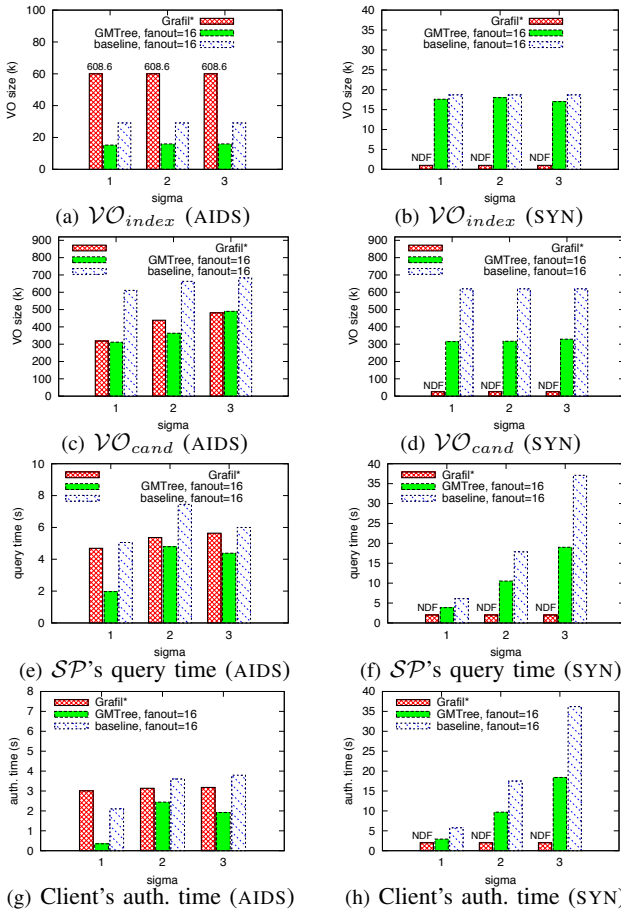 100
80
60
40
20
0
VO size (k)
Grafil*
GMTree, fanout=16
baseline, fanout=16
608.6 608.6 608.6
1 2 3
sigma
(a) VO_index (AIDS)
40
35
30
25
20
15
10
5
0
VO size (k)
Grafil*
GMTree, fanout=16
baseline, fanout=16
NDF NDF NDF
1 2 3
sigma
(b) VO_index (SYN)
900
800
700
600
500
400
300
200
100
0
VO size (k)
Grafil*
GMTree, fanout=16
baseline, fanout=16
1 2 3
sigma
(c) VO_cand (AIDS)
900
800
700
600
500
400
300
200
100
0
VO size (k)
Grafil*
GMTree, fanout=16
baseline, fanout=16
NDF NDF NDF
1 2 3
sigma
(d) VO_cand (SYN)
10
8
6
4
2
0
query time (s)
Grafil*
GMTree, fanout=16
baseline, fanout=16
1 2 3
sigma
(e) SP's query time (AIDS)
40
35
30
25
20
15
10
5
0
query time (s)
Grafil*
GMTree, fanout=16
baseline, fanout=16
NDF NDF NDF
1 2 3
sigma
(f) SP's query time (SYN)
8
7
6
5
4
3
2
1
0
auth. time (s)
Grafil*
GMTree, fanout=16
baseline, fanout=16
1 2 3
sigma
(g) Client's auth. time (AIDS)
40
35
30
25
20
15
10
5
0
auth. time (s)
Grafil*
GMTree, fanout=16
baseline, fanout=16
NDF NDF NDF
1 2 3
sigma
(h) Client's auth. time (SYN)